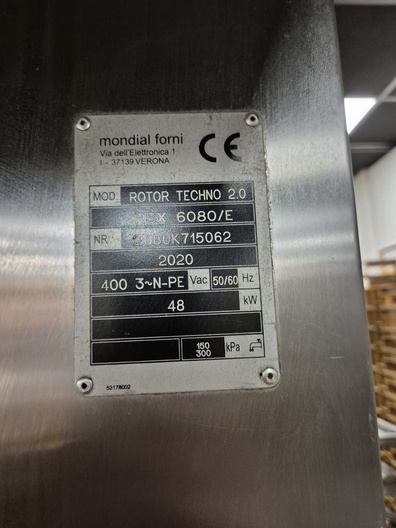 mondial forni
Via dell'Elettronica 1
I - 37139 VERONA
CE
MOD ROTOR TECHNO 2.0
6080/E
NR
2020
400 3~N-PE Vac 50/60 Hz
48 kW
150
300 kPa
53178002